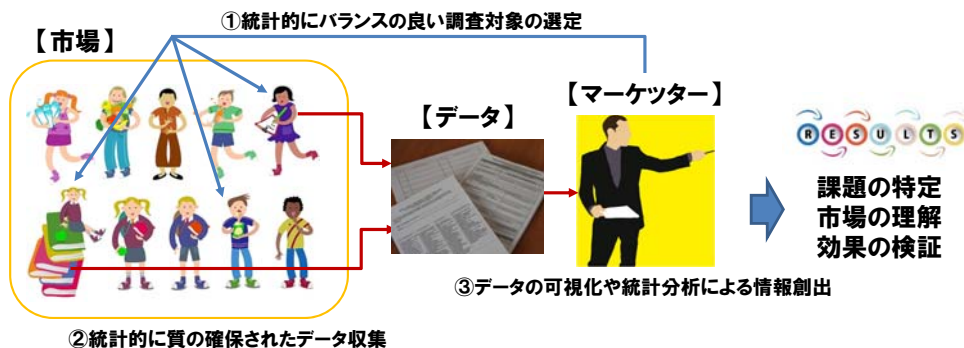 ①統計的にバランスの良い調査対象の選定
【市場】
【データ】
【マーケッター】
RESULTS
課題の特定
市場の理解
効果の検証
③データの可視化や統計分析による情報創出
②統計的に質の確保されたデータ収集